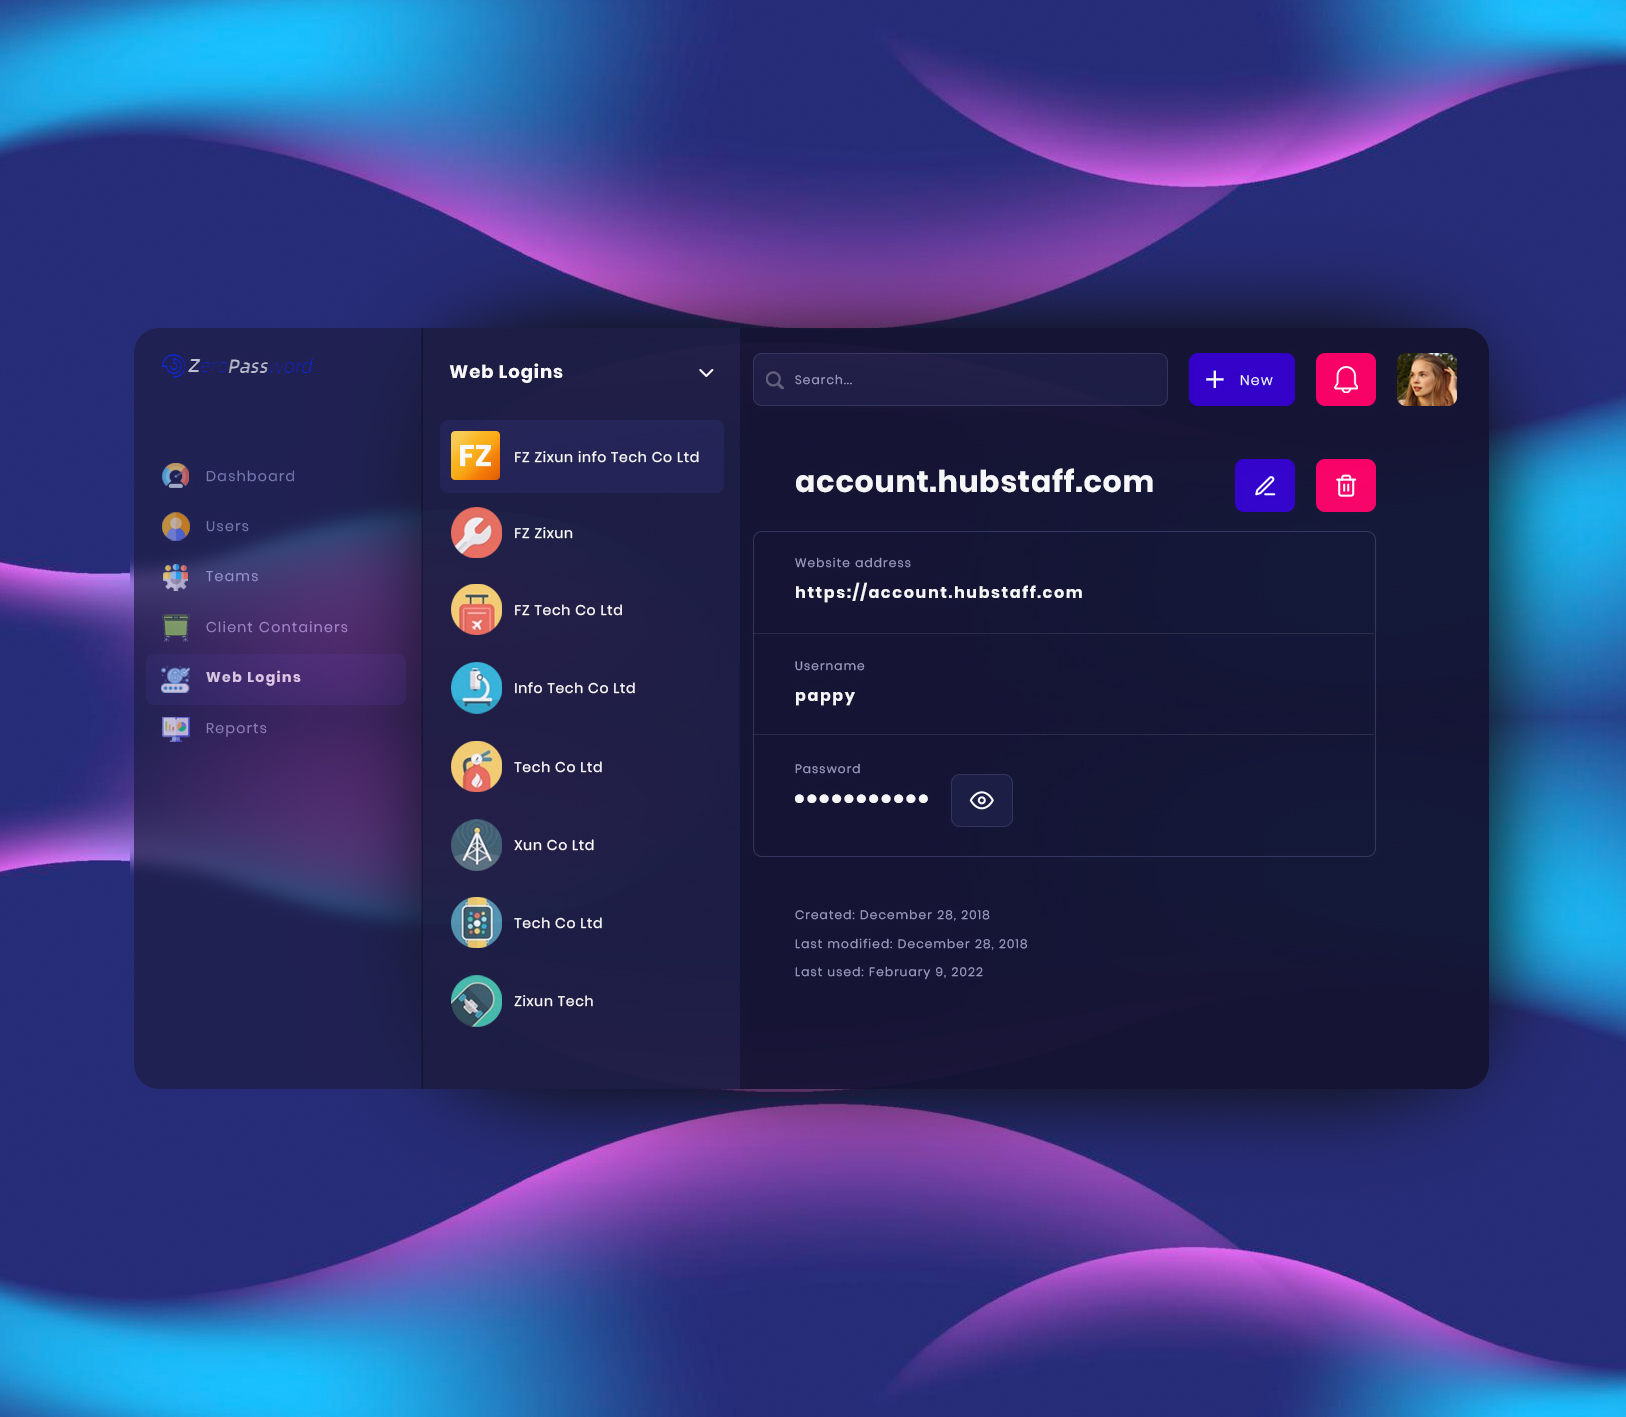 ZeroPassword
Dashboard
Users
Teams
Client Containers
Web Logins
Reports
Web Logins
FZ
FZ Zixun info Tech Co Ltd
FZ Zixun
FZ Tech Co Ltd
Info Tech Co Ltd
Tech Co Ltd
Xun Co Ltd
Tech Co Ltd
Zixun Tech
Search...
New
account.hubstaff.com
Website address
https://account.hubstaff.com
Username
pappy
Password
Created: December 28, 2018
Last modified: December 28, 2018
Last used: February 9, 2022